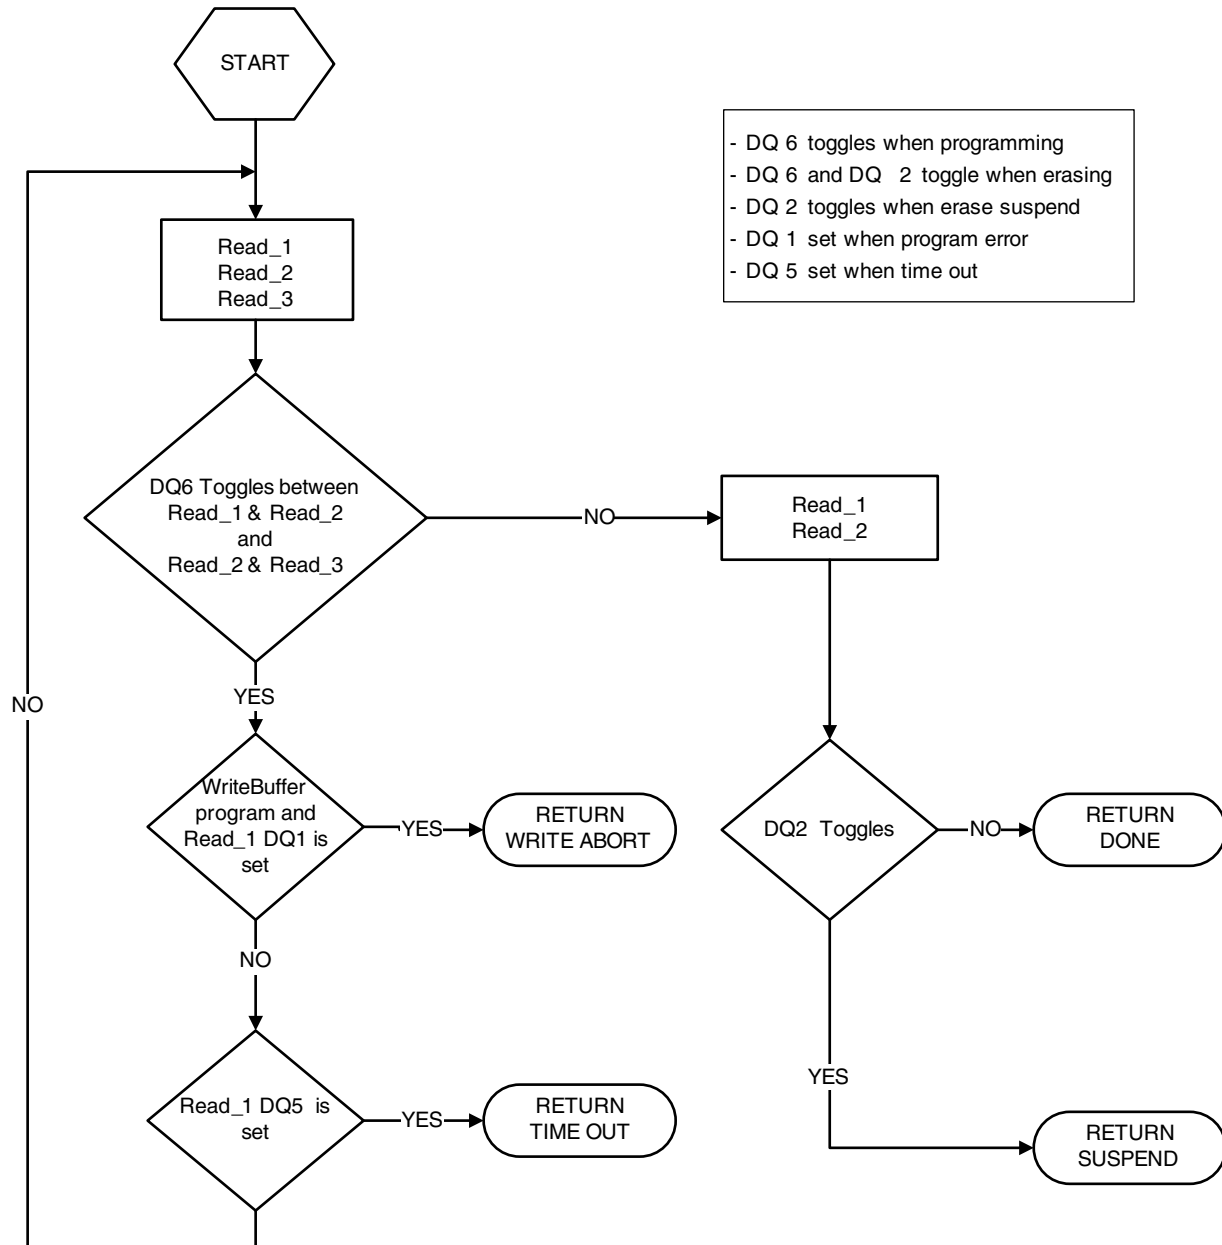 START
- DQ 6 toggles when programming
- DQ 6 and DQ 2 toggle when erasing
- DQ 2 toggles when erase suspend
- DQ 1 set when program error
- DQ 5 set when time out
Read_1
Read_2
Read_3
DQ6 Toggles between
Read_1 & Read_2
and
Read_2 & Read_3
NO
Read_1
Read_2
YES
NO
WriteBuffer
program and
Read_1 DQ1 is
set
YES
RETURN
WRITE ABORT
DQ2 Toggles
NO
RETURN
DONE
NO
YES
Read_1 DQ5 is
set
YES
RETURN
TIME OUT
RETURN
SUSPEND